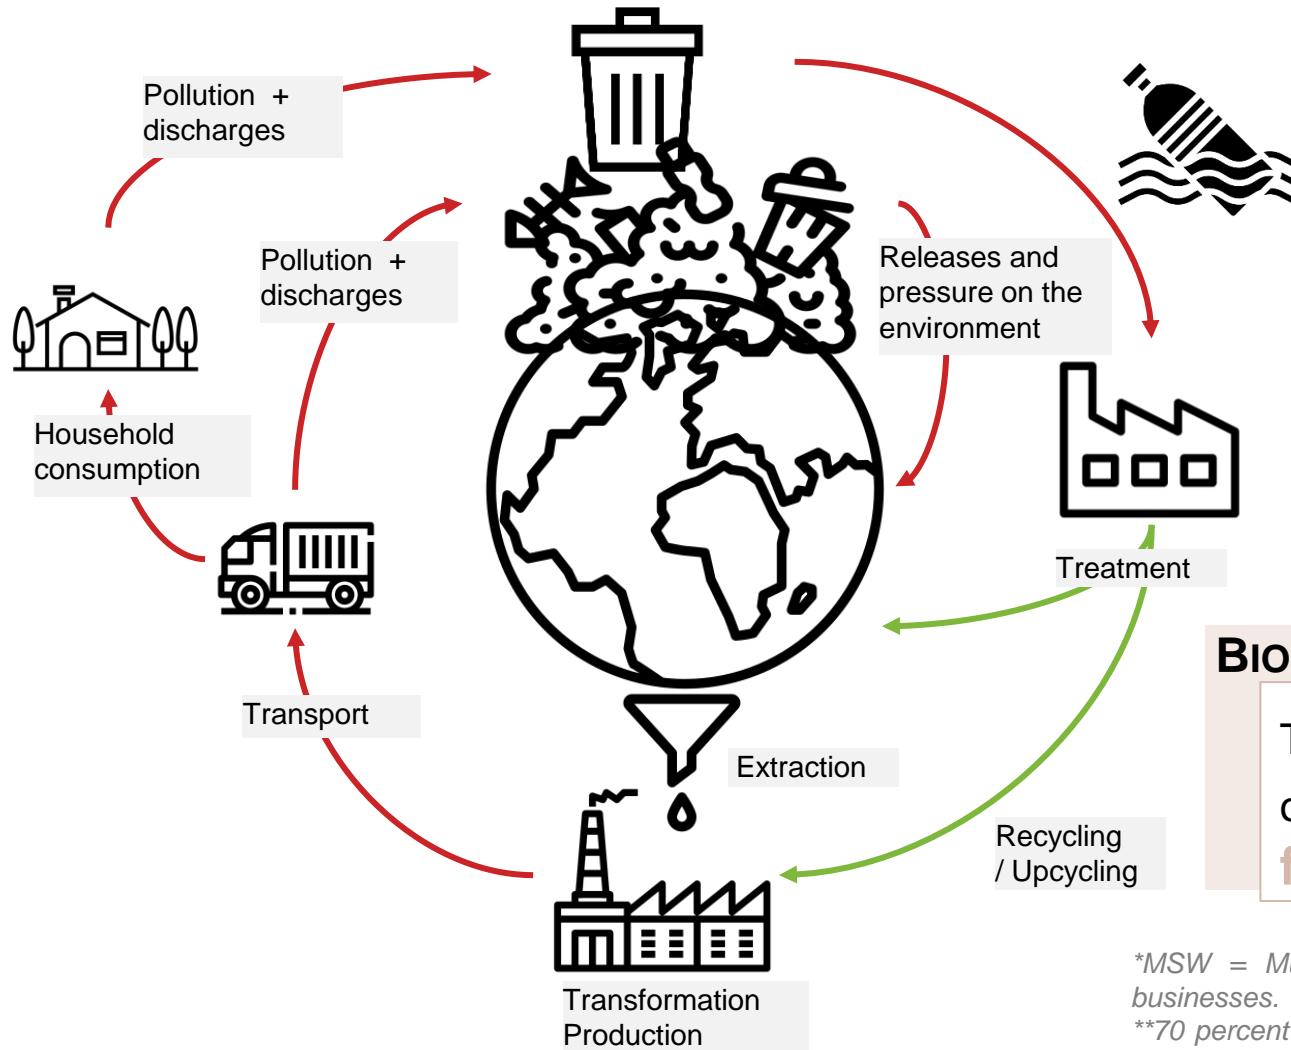 Pollution +
discharges
Pollution +
discharges
Releases and
pressure on the
environment
Household
consumption
Treatment
Transport
Extraction
Recycling
/ Upcycling
Transformation
Production
*MSW =
businesses.
**70 percent